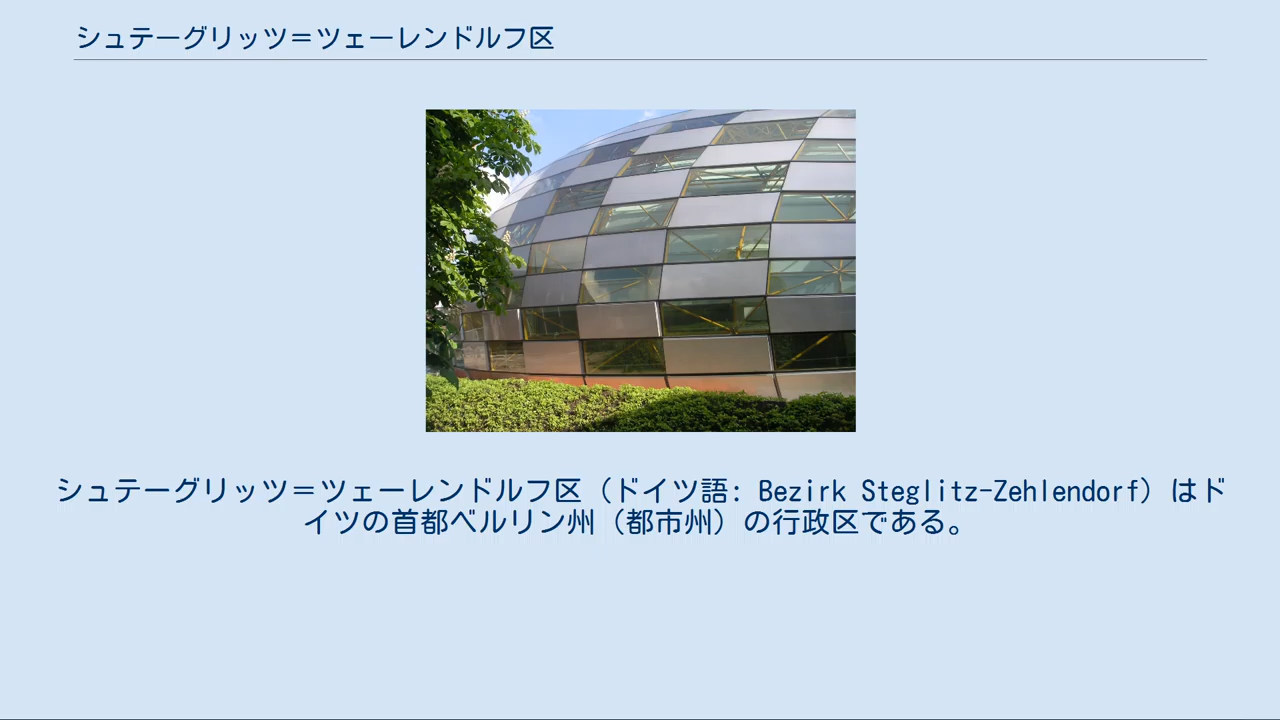 シュテーグリッツ＝ツェーレンドルフ区
シュテーグリッツ＝ツェーレンドルフ区（ドイツ語: Bezirk Steglitz-Zehlendorf）はド
イツの首都ベルリン州（都市州）の行政区である。